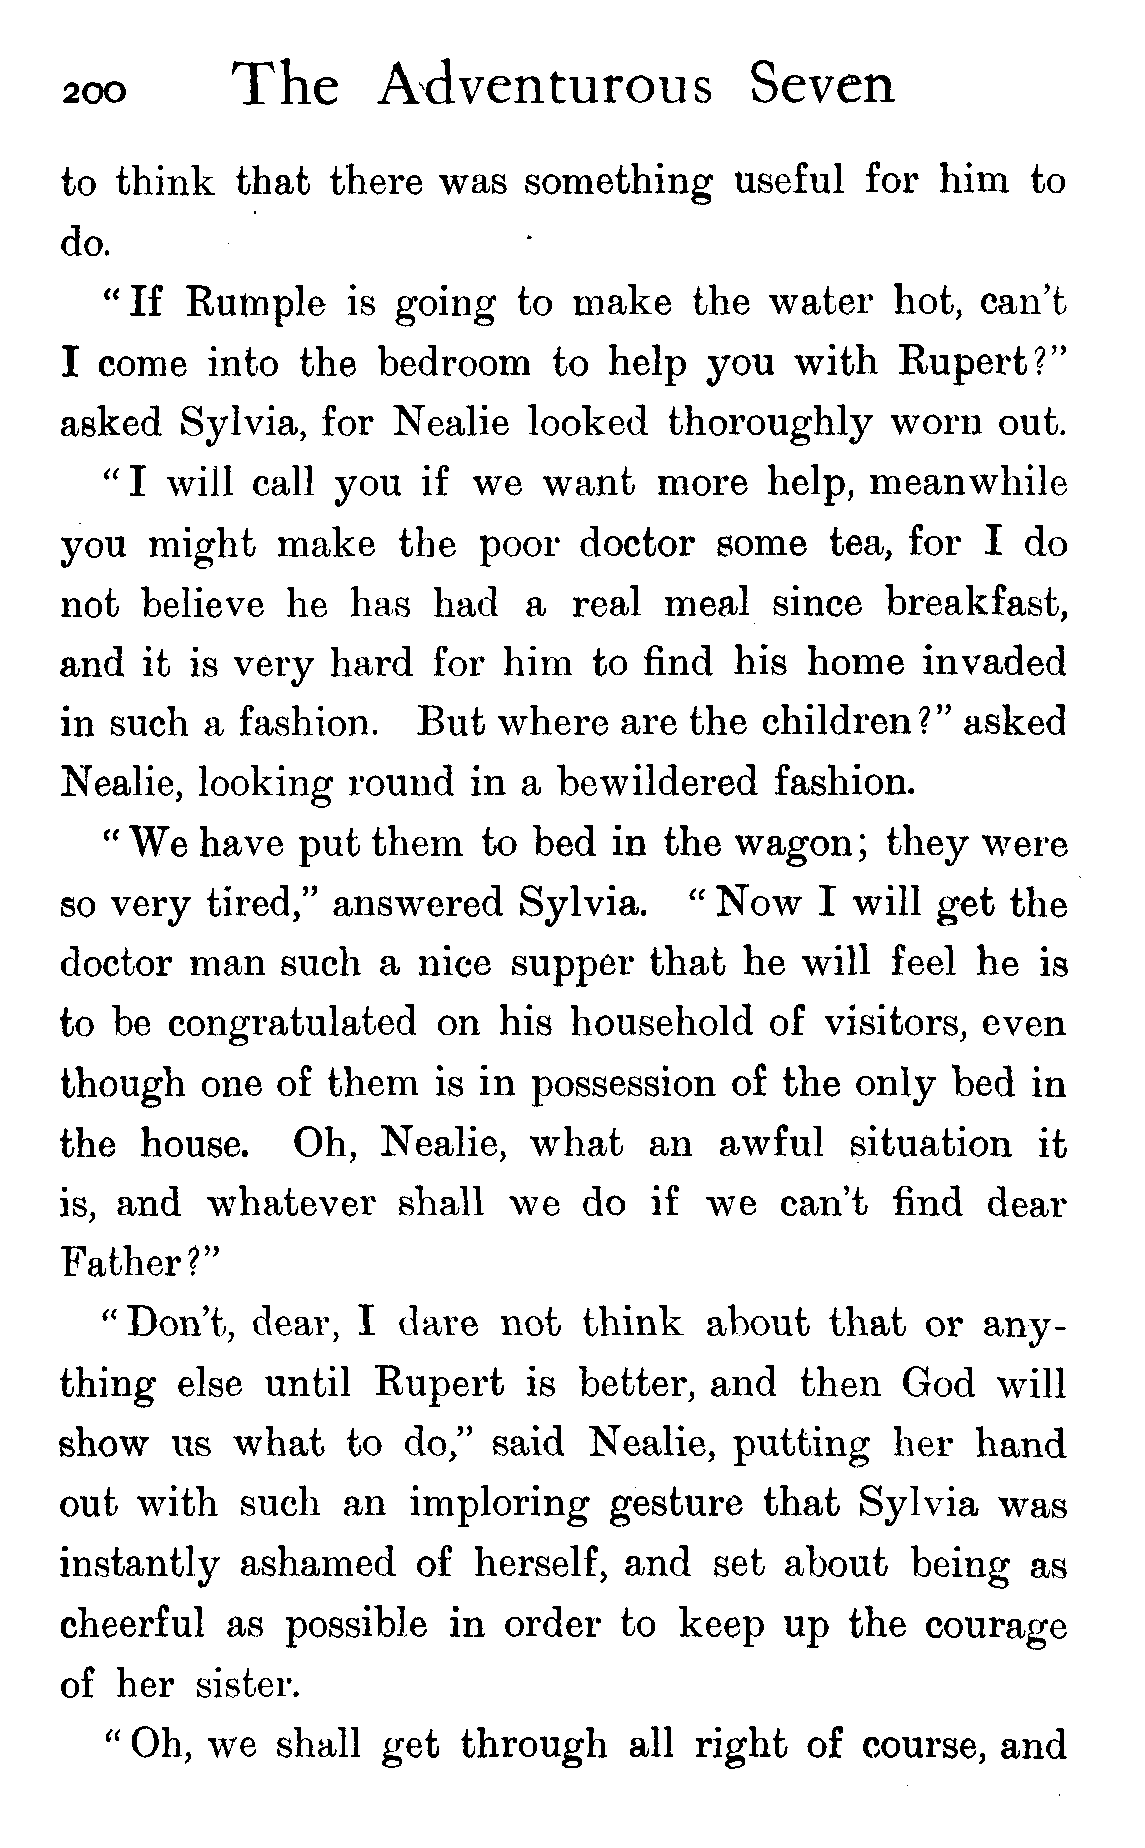 200 The Adventurous Seven
to think that there was something useful for him to
do.
"If Rumple is going to make the water hot, can't
I come into the bedroom to help you with Rupert?"
asked Sylvia, for Nealie looked thoroughly worn out.
"I will call you if we want more help, meanwhile
you might make the poor doctor some tea, for I do
not believe he has had a real meal since breakfast,
and it is very hard for him to find his home invaded
in such a fashion. But where are the children?" asked
Nealie, looking round in a bewildered fashion.
"We have put them to bed in the wagon; they were
so very tired," answered Sylvia. "Now I will get the
doctor man such a nice supper that he will feel he is
to be congratulated on his household of visitors, even
though one of them is in possession of the only bed in
the house. Oh, Nealie, what an awful situation it
is, and whatever shall we do if we can't find dear
Father?"
"Don't, dear, I dare not think about that or any-
thing else until Rupert is better, and then God will
show us what to do," said Nealie, putting her hand
out with such an imploring gesture that Sylvia was
instantly ashamed of herself, and set about being as
cheerful as possible in order to keep up the courage
of her sister.
"Oh, we shall get through all right of course, and